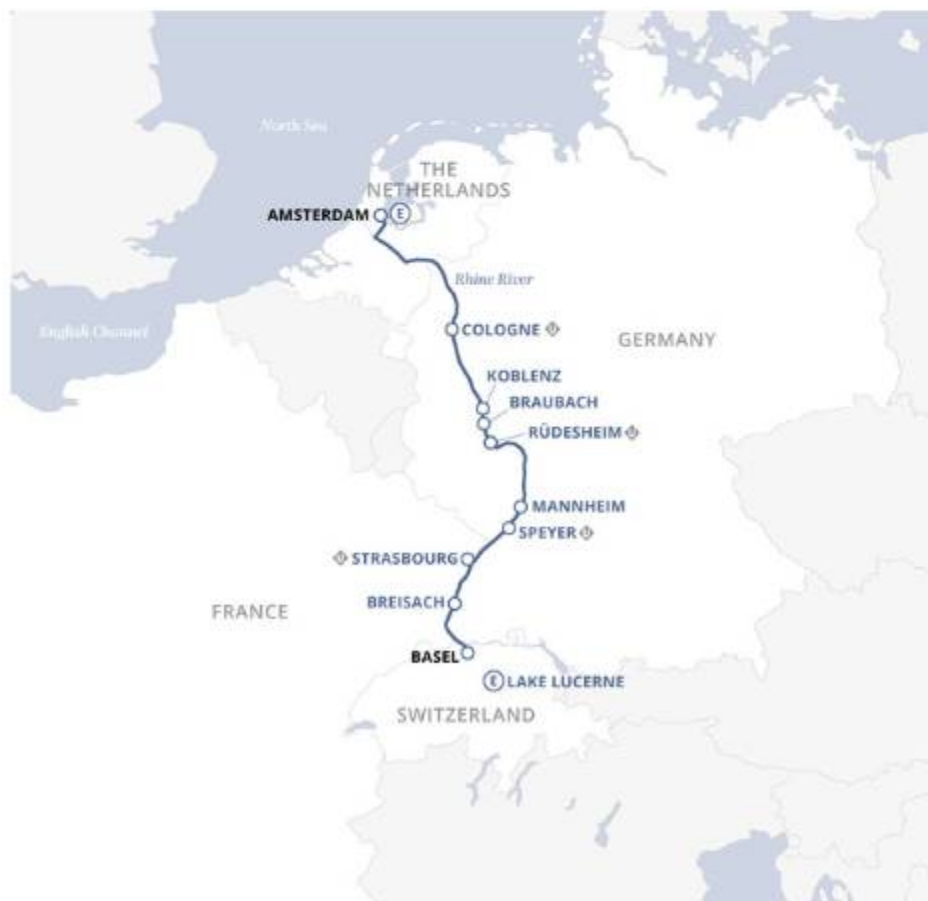 North Sea
THE
NETHERLANDS
AMSTERDAM E
Rhine River
English Channel
COLOGNE
GERMANY
KOBLENZ
BRAUBACH
RÜDESHEIM
MANNHEIM
SPEYER
STRASBOURG
BREISACH
FRANCE
BASEL
E LAKE LUCERNE
SWITZERLAND